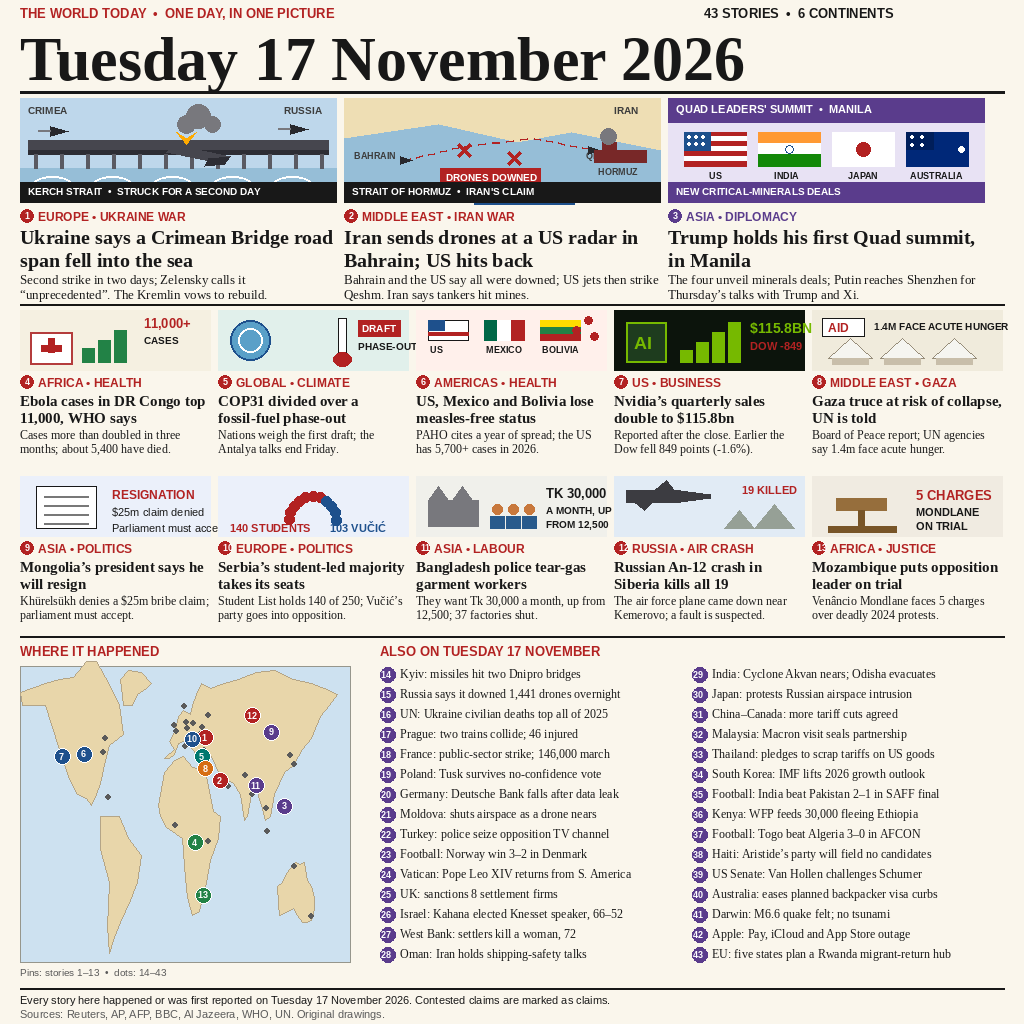 THE WORLD TODAY • ONE DAY, IN ONE PICTURE
43 STORIES • 6 CONTINENTS
Tuesday 17 November 2026
CRIMEA
RUSSIA
KERCH STRAIT • STRUCK FOR A SECOND DAY
IRAN
BAHRAIN
HORMUZ
DRONES DOWNED
STRAIT OF HORMUZ • IRAN'S CLAIM
QUAD LEADERS' SUMMIT • MANILA
US
INDIA
JAPAN
AUSTRALIA
NEW CRITICAL-MINERALS DEALS
1 EUROPE • UKRAINE WAR
Ukraine says a Crimean Bridge road
span fell into the sea
Second strike in two days; Zelensky calls it
“unprecedented”. The Kremlin vows to rebuild.
2 MIDDLE EAST • IRAN WAR
Iran sends drones at a US radar in
Bahrain; US hits back
Bahrain and the US say all were downed; US jets then strike
Qeshm. Iran says tankers hit mines.
3 ASIA • DIPLOMACY
Trump holds his first Quad summit,
in Manila
The four unveil minerals deals; Putin reaches Shenzhen for
Thursday’s talks with Trump and Xi.
11,000+
CASES
4 AFRICA • HEALTH
Ebola cases in DR Congo top
11,000, WHO says
Cases more than doubled in three
months; about 5,400 have died.
DRAFT
PHASE-OUT
5 GLOBAL • CLIMATE
COP31 divided over a
fossil-fuel phase-out
Nations weigh the first draft; the
Antalya talks end Friday.
US
MEXICO
BOLIVIA
6 AMERICAS • HEALTH
US, Mexico and Bolivia lose
measles-free status
PAHO cites a year of spread; the US
has 5,700+ cases in 2026.
AI
$115.8BN
DOW -849
7 US • BUSINESS
Nvidia’s quarterly sales
double to $115.8bn
Reported after the close. Earlier the
Dow fell 849 points (-1.6%).
AID
1.4M FACE ACUTE HUNGER
8 MIDDLE EAST • GAZA
Gaza truce at risk of collapse,
UN is told
Board of Peace report; UN agencies
say 1.4m face acute hunger.
RESIGNATION
$25m claim denied
Parliament must acce
9 ASIA • POLITICS
Mongolia’s president says he
will resign
Khürelsükh denies a $25m bribe claim;
parliament must accept.
140 STUDENTS
103 VUČIĆ
10 EUROPE • POLITICS
Serbia’s student-led majority
takes its seats
Student List holds 140 of 250; Vučić’s
party goes into opposition.
TK 30,000
A MONTH, UP
FROM 12,500
11 ASIA • LABOUR
Bangladesh police tear-gas
garment workers
They want Tk 30,000 a month, up from
12,500; 37 factories shut.
19 KILLED
12 RUSSIA • AIR CRASH
Russian An-12 crash in
Siberia kills all 19
The air force plane came down near
Kemerovo; a fault is suspected.
5 CHARGES
MONDLANE
ON TRIAL
13 AFRICA • JUSTICE
Mozambique puts opposition
leader on trial
Venâncio Mondlane faces 5 charges
over deadly 2024 protests.
WHERE IT HAPPENED
12
9
10
1
7
6
5
8
2
11
3
4
13
Pins: stories 1–13 • dots: 14–43
ALSO ON TUESDAY 17 NOVEMBER
14 Kyiv: missiles hit two Dnipro bridges
15 Russia says it downed 1,441 drones overnight
16 UN: Ukraine civilian deaths top all of 2025
17 Prague: two trains collide; 46 injured
18 France: public-sector strike; 146,000 march
19 Poland: Tusk survives no-confidence vote
20 Germany: Deutsche Bank falls after data leak
21 Moldova: shuts airspace as a drone nears
22 Turkey: police seize opposition TV channel
23 Football: Norway win 3–2 in Denmark
24 Vatican: Pope Leo XIV returns from S. America
25 UK: sanctions 8 settlement firms
26 Israel: Kahana elected Knesset speaker, 66–52
27 West Bank: settlers kill a woman, 72
28 Oman: Iran holds shipping-safety talks
29 India: Cyclone Akvan nears; Odisha evacuates
30 Japan: protests Russian airspace intrusion
31 China–Canada: more tariff cuts agreed
32 Malaysia: Macron visit seals partnership
33 Thailand: pledges to scrap tariffs on US goods
34 South Korea: IMF lifts 2026 growth outlook
35 Football: India beat Pakistan 2–1 in SAFF final
36 Kenya: WFP feeds 30,000 fleeing Ethiopia
37 Football: Togo beat Algeria 3–0 in AFCON
38 Haiti: Aristide’s party will field no candidates
39 US Senate: Van Hollen challenges Schumer
40 Australia: eases planned backpacker visa curbs
41 Darwin: M6.6 quake felt; no tsunami
42 Apple: Pay, iCloud and App Store outage
43 EU: five states plan a Rwanda migrant-return hub
Every story here happened or was first reported on Tuesday 17 November 2026. Contested claims are marked as claims.
Sources: Reuters, AP, AFP, BBC, Al Jazeera, WHO, UN. Original drawings.